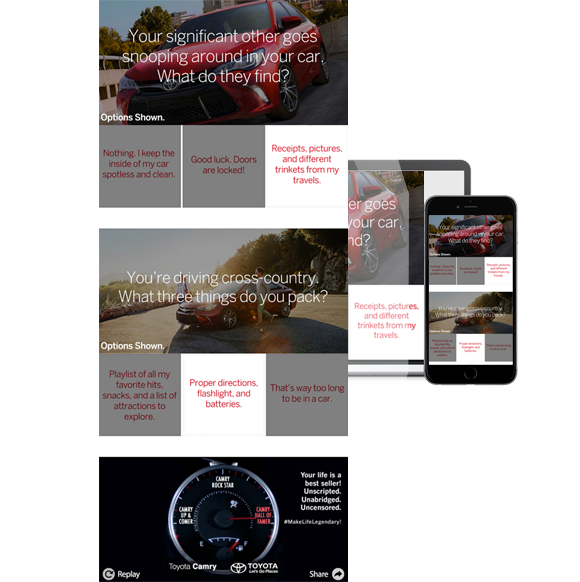 Your significant other goes
snooping around in your car.
What do they find?
Options Shown.
Nothing. I keep the
inside of my car
spotless and clean.
Good luck. Doors
are locked!
Receipts, pictures,
and different
trinkets from my
travels.
You're driving cross-country.
What three things do you pack?
Options Shown.
Playlist of all my
favorite hits,
snacks, and a list of
attractions to
explore.
Proper directions,
flashlight, and
batteries.
That's way too long
to be in a car.
CAMRY
ROCK STAR
CAMRY
UP &
COMER
CAMRY
HALL OF
FAMER
E
F
Your life is a
best seller!
Unscripted.
Unabridged.
Uncensored.
#MakeLifeLegendary!
Toyota Camry
TOYOTA
Let's Go Places
Replay
Share
er goes
your car.
nd?
Receipts, pictures,
and different
trinkets from my
travels.
Your significant other goes
snooping around in your car.
What do they find?
Options Shown.
Receipts, pictures,
and different
trinkets from my
travels.
You're driving cross-country.
What three things do you pack?
Options Shown.
Proper directions,
flashlight, and
batteries.